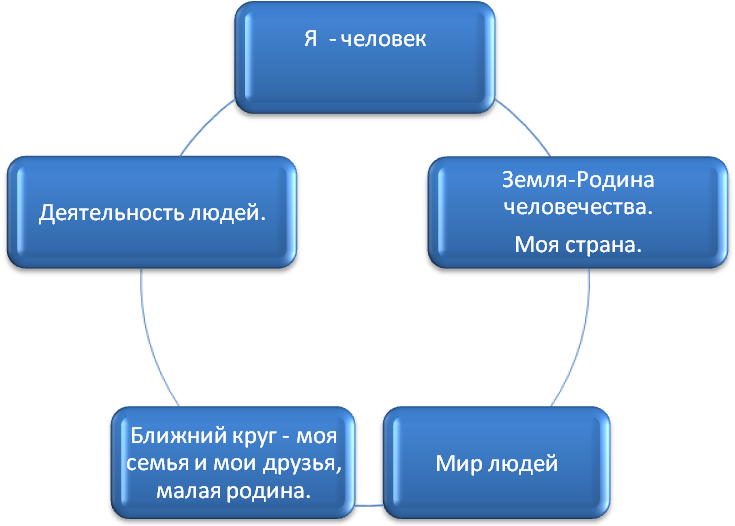 Я - человек
Деятельность людей.
Земля-Родина
человечества.
Моя страна.
Ближний круг - моя
семья и мои друзья,
малая родина.
Мир людей